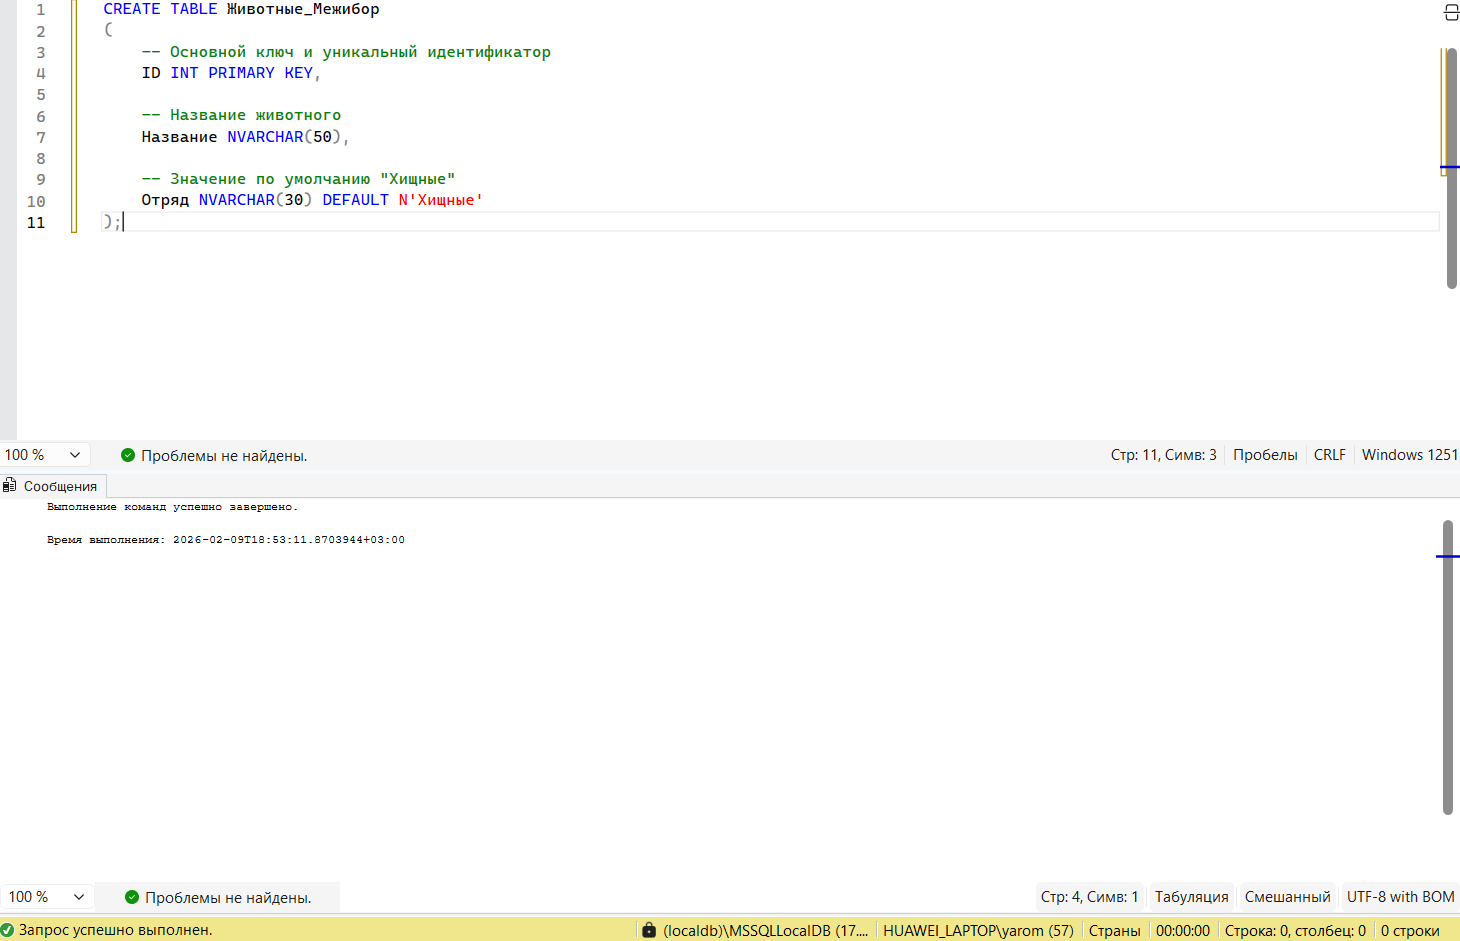 1 CREATE TABLE Животные_Межибор
2 (
3 -- Основной ключ и уникальный идентификатор
4 ID INT PRIMARY KEY,
5
6 -- Название животного
7 Название NVARCHAR(50),
8
9 -- Значение по умолчанию "Хищные"
10 Отряд NVARCHAR(30) DEFAULT N'Хищные'
11 );
100 % Проблемы не найдены. Стр: 11, Симв: 3 Пробелы CRLF Windows 1251
Сообщения
Выполнение команд успешно завершено.
Время выполнения: 2026-02-09T18:53:11.8703944+03:00
100 % Проблемы не найдены. Стр: 4, Симв: 1 Табуляция Смешанный UTF-8 with BOM
Запрос успешно выполнен. (localdb)\MSSQLLocalDB (17.... HUAWEI_LAPTOP\yarom (57) Страны 00:00:00 Строка: 0, столбец: 0 0 строки